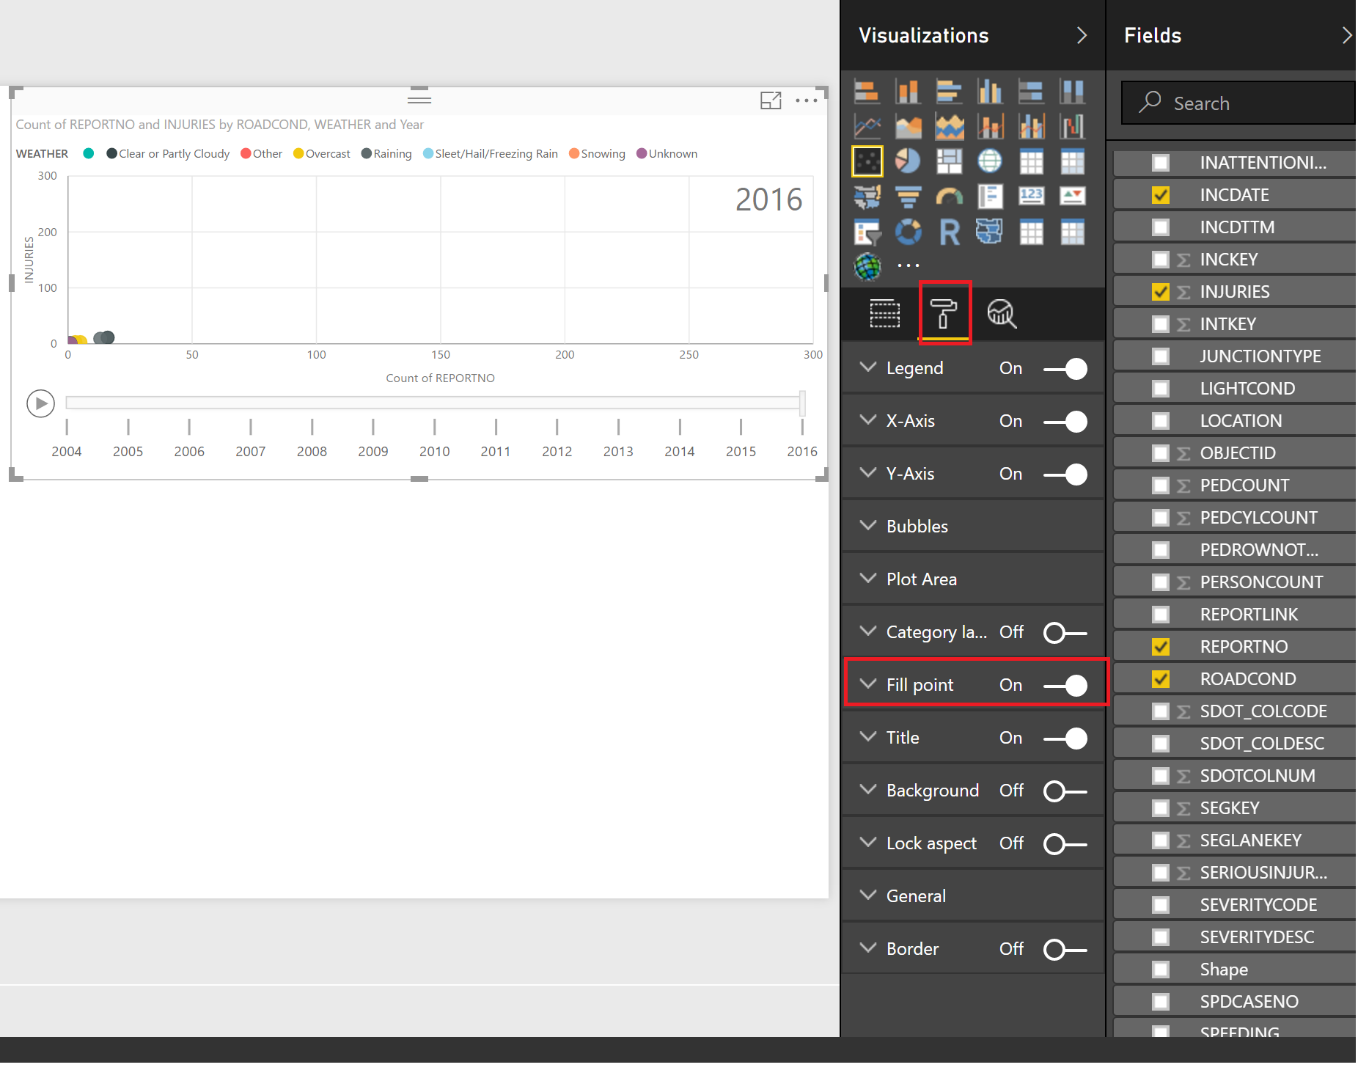 Visualizations
Fields
Search
Count of REPORTNO and INJURIES by ROADCOND, WEATHER and Year
WEATHER Clear or Partly Cloudy Other Overcast Raining Sleet/Hail/Freezing Rain Snowing Unknown
300
200
100
0
INJURIES
2016
0 50 100 150 200 250 300
Count of REPORTNO
2004 2005 2006 2007 2008 2009 2010 2011 2012 2013 2014 2015 2016
123
R
...
Legend On
X-Axis On
Y-Axis On
Bubbles
Plot Area
Category la... Off
Fill point On
Title On
Background Off
Lock aspect Off
General
Border Off
INATTENTIONI...
INCDATE
INCDTTM
Σ INCKEY
Σ INJURIES
Σ INTKEY
JUNCTIONTYPE
LIGHTCOND
LOCATION
Σ OBJECTID
Σ PEDCOUNT
Σ PEDCYLCOUNT
PEDROWNOT...
Σ PERSONCOUNT
REPORTLINK
REPORTNO
ROADCOND
Σ SDOT_COLCODE
SDOT_COLDESC
Σ SDOTCOLNUM
Σ SEGKEY
Σ SEGLANEKEY
Σ SERIOUSINJUR...
SEVERITYCODE
SEVERITYDESC
Shape
SPDCASENO
SPEEDING